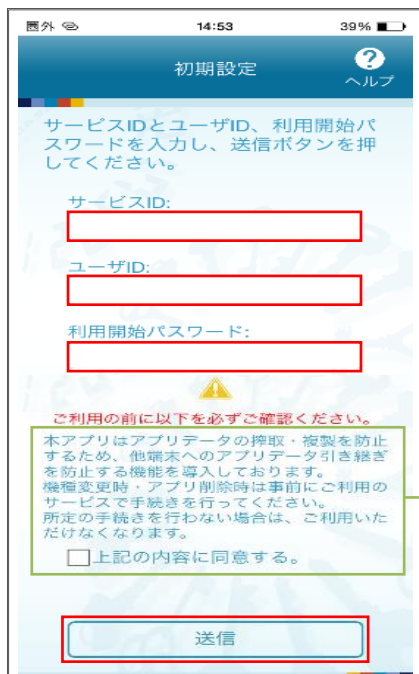 圏外
14:53
39%
初期設定
?
ヘルプ
サービスIDとユーザID、利用開始パ
スワードを入力し、送信ボタンを押
してください。
サービスID:
ユーザID:
利用開始パスワード:
ご利用の前に以下を必ずご確認ください。
本アプリはアプリデータの搾取・複製を防止
するため、他端末へのアプリデータ引き継ぎ
を防止する機能を導入しております。
機種変更時・アプリ削除時は事前にご利用の
サービスで手続きを行ってください。
所定の手続きを行わない場合は、ご利用いた
だけなくなります。
上記の内容に同意する。
送信